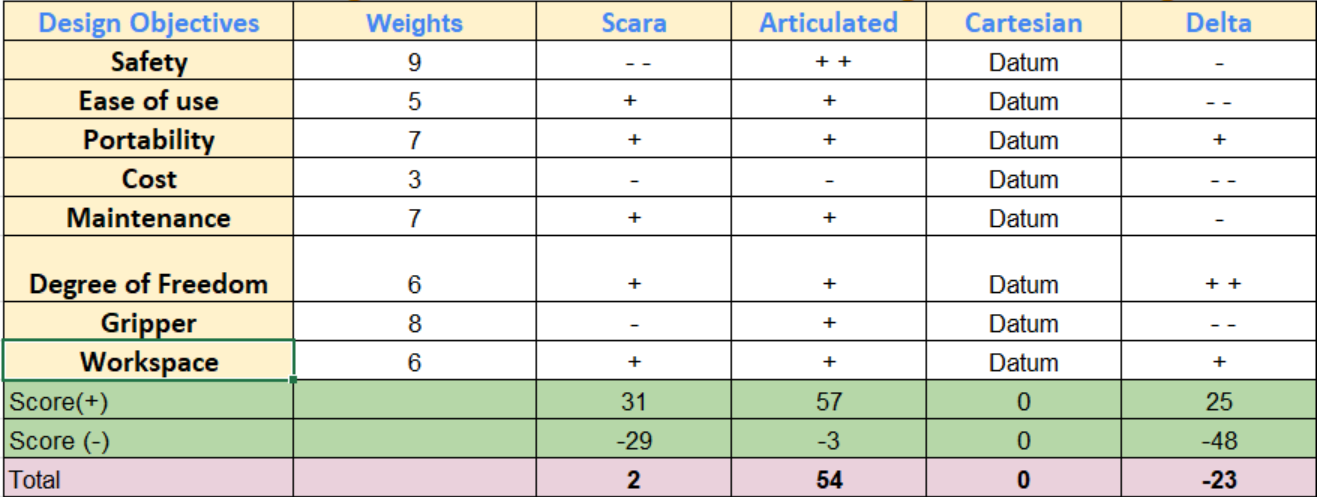 Design Objectives Weights Scara Articulated Cartesian Delta
Safety 9 - - + + Datum -
Ease of use 5 + + Datum - -
Portability 7 + + Datum +
Cost 3 - - Datum - -
Maintenance 7 + + Datum -
Degree of Freedom 6 + + Datum + +
Gripper 8 - + Datum - -
Workspace 6 + + Datum +
Score(+) 31 57 0 25
Score (-) -29 -3 0 -48
Total 2 54 0 -23